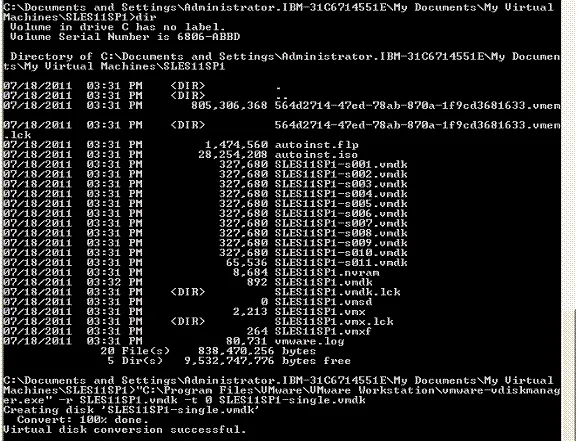 C:\Documents and Settings\Administrator.IBM-31C6714551E\My Documents\My Virtual
Machines\SLES11SP1>dir
 Volume in drive C has no label.
 Volume Serial Number is 6806-ABBD
 Directory of C:\Documents and Settings\Administrator.IBM-31C6714551E\My Documen
ts\My Virtual Machines\SLES11SP1
07/18/2011  03:31 PM    <DIR>          .
07/18/2011  03:31 PM    <DIR>          ..
07/18/2011  03:31 PM       805,306,368 564d2714-47ed-78ab-870a-1f9cd3681633.vmem
07/18/2011  03:31 PM    <DIR>          564d2714-47ed-78ab-870a-1f9cd3681633.vmem
.lck
07/18/2011  03:31 PM         1,474,560 autoinst.flp
07/18/2011  03:31 PM        28,254,208 autoinst.iso
07/18/2011  03:31 PM           327,680 SLES11SP1-s001.vmdk
07/18/2011  03:31 PM           327,680 SLES11SP1-s002.vmdk
07/18/2011  03:31 PM           327,680 SLES11SP1-s003.vmdk
07/18/2011  03:31 PM           327,680 SLES11SP1-s004.vmdk
07/18/2011  03:31 PM           327,680 SLES11SP1-s005.vmdk
07/18/2011  03:31 PM           327,680 SLES11SP1-s006.vmdk
07/18/2011  03:31 PM           327,680 SLES11SP1-s007.vmdk
07/18/2011  03:31 PM           327,680 SLES11SP1-s008.vmdk
07/18/2011  03:31 PM           327,680 SLES11SP1-s009.vmdk
07/18/2011  03:31 PM           327,680 SLES11SP1-s010.vmdk
07/18/2011  03:31 PM            65,536 SLES11SP1-s011.vmdk
07/18/2011  03:31 PM             8,684 SLES11SP1.nvram
07/18/2011  03:32 PM               892 SLES11SP1.vmdk
07/18/2011  03:31 PM    <DIR>          SLES11SP1.vmdk.lck
07/18/2011  03:31 PM                 0 SLES11SP1.vmsd
07/18/2011  03:31 PM             2,213 SLES11SP1.vmx
07/18/2011  03:31 PM    <DIR>          SLES11SP1.vmx.lck
07/18/2011  03:31 PM               264 SLES11SP1.vmxf
07/18/2011  03:31 PM            80,731 vmware.log
              20 File(s)    838,470,256 bytes
               5 Dir(s)   9,532,747,776 bytes free
C:\Documents and Settings\Administrator.IBM-31C6714551E\My Documents\My Virtual
Machines\SLES11SP1>"C:\Program Files\VMware\VMware Workstation\vmware-vdiskmanag
er.exe" -r SLES11SP1.vmdk -t 0 SLES11SP1-single.vmdk
Creating disk 'SLES11SP1-single.vmdk'
  Convert: 100% done.
Virtual disk conversion successful.